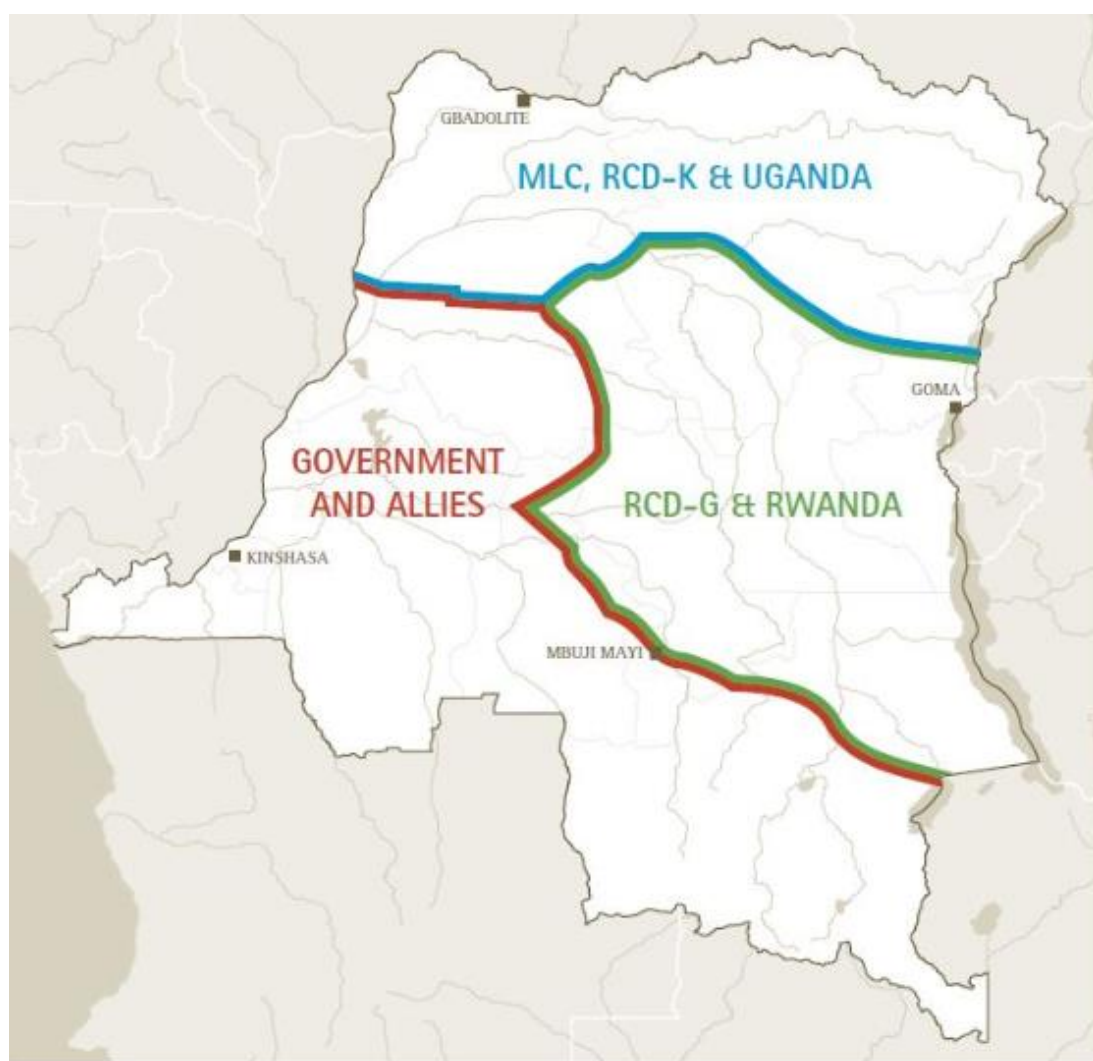 GBADOLITE
MLC, RCD-K & UGANDA
GOMA
GOVERNMENT
AND ALLIES
RCD-G & RWANDA
KINSHASA
MBUJI MAYI